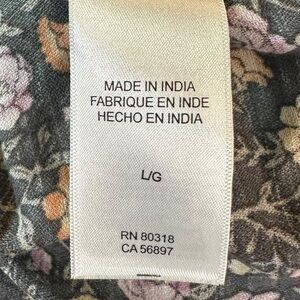 MADE IN INDIA
FABRIQUE EN INDE
HECHO EN INDIA
L/G
RN 80318
CA 56897